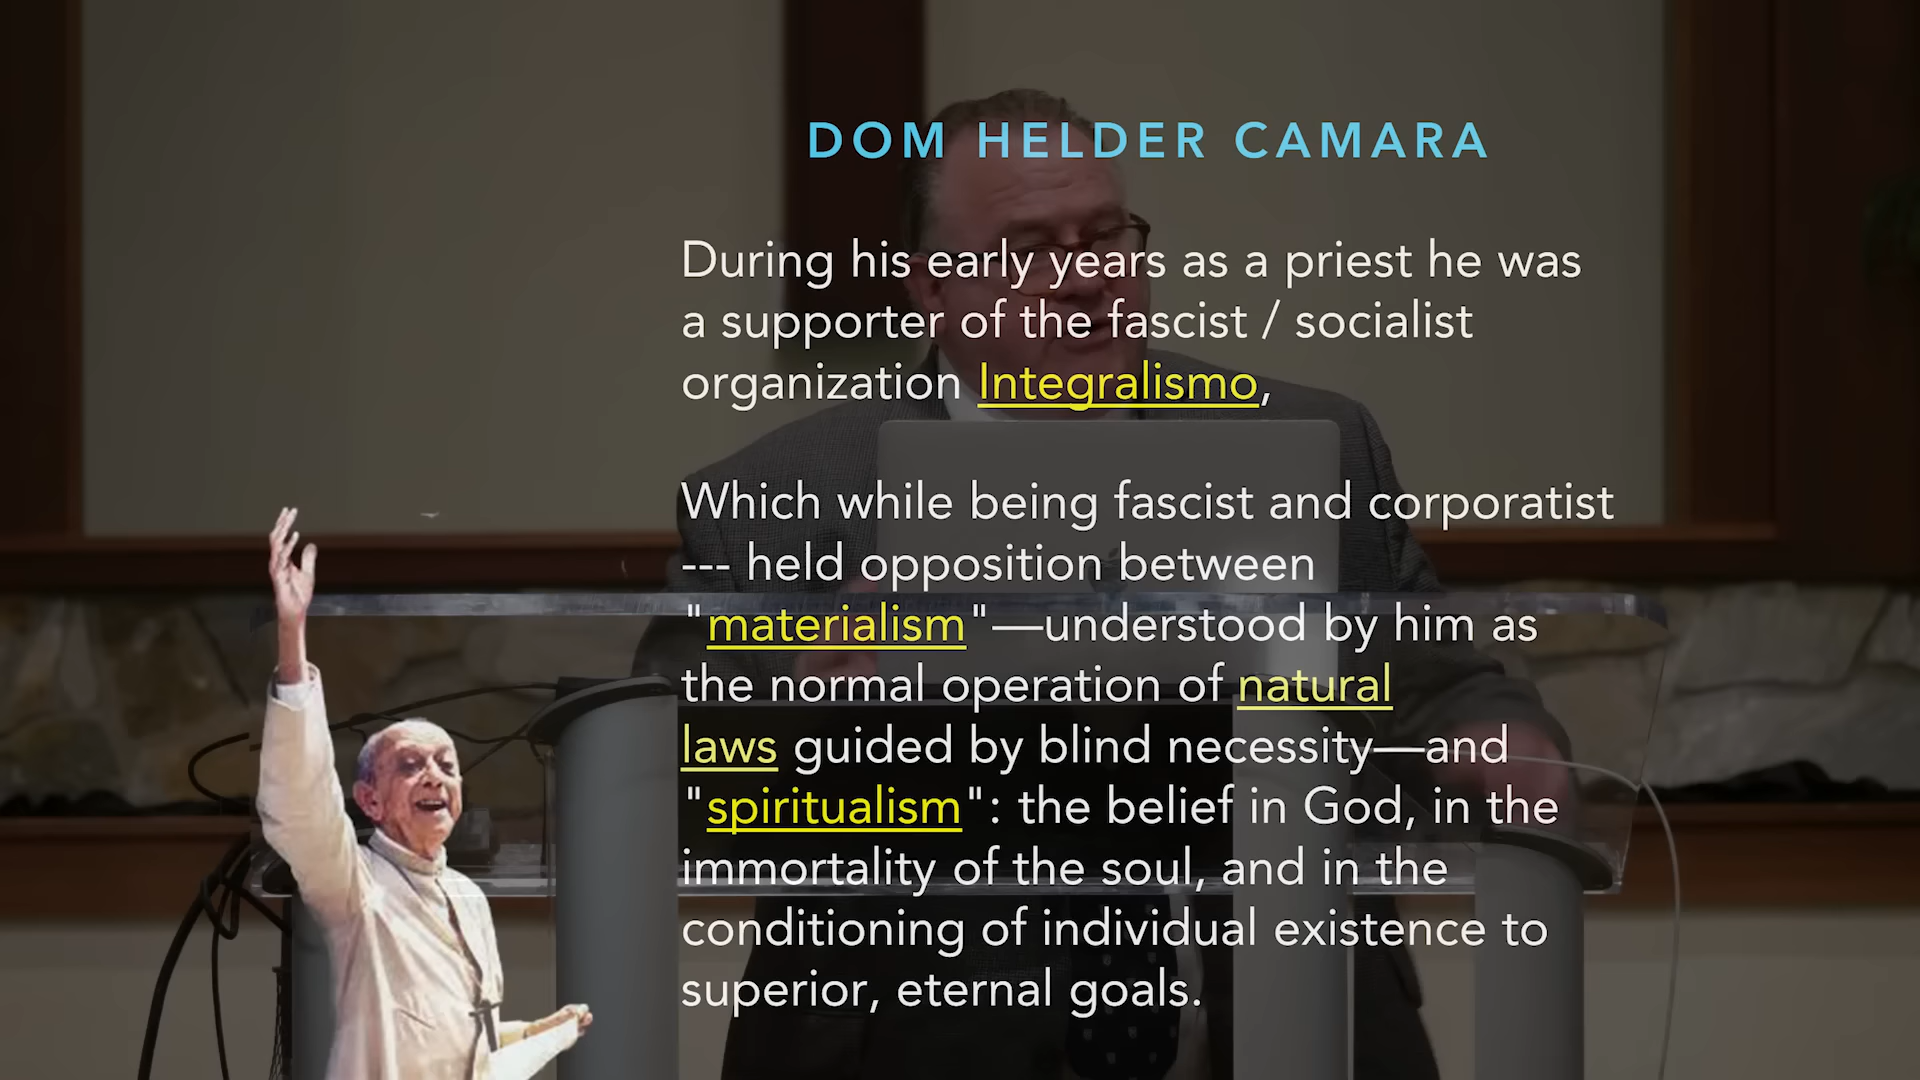 DOM HELDER CAMARA
During his early years as a priest he was
a supporter of the fascist / socialist
organization Integralismo,
Which while being fascist and corporatist
--- held opposition between
"materialism"—understood by him as
the normal operation of natural
laws guided by blind necessity—and
"spiritualism": the belief in God, in the
immortality of the soul, and in the
conditioning of individual existence to
superior, eternal goals.